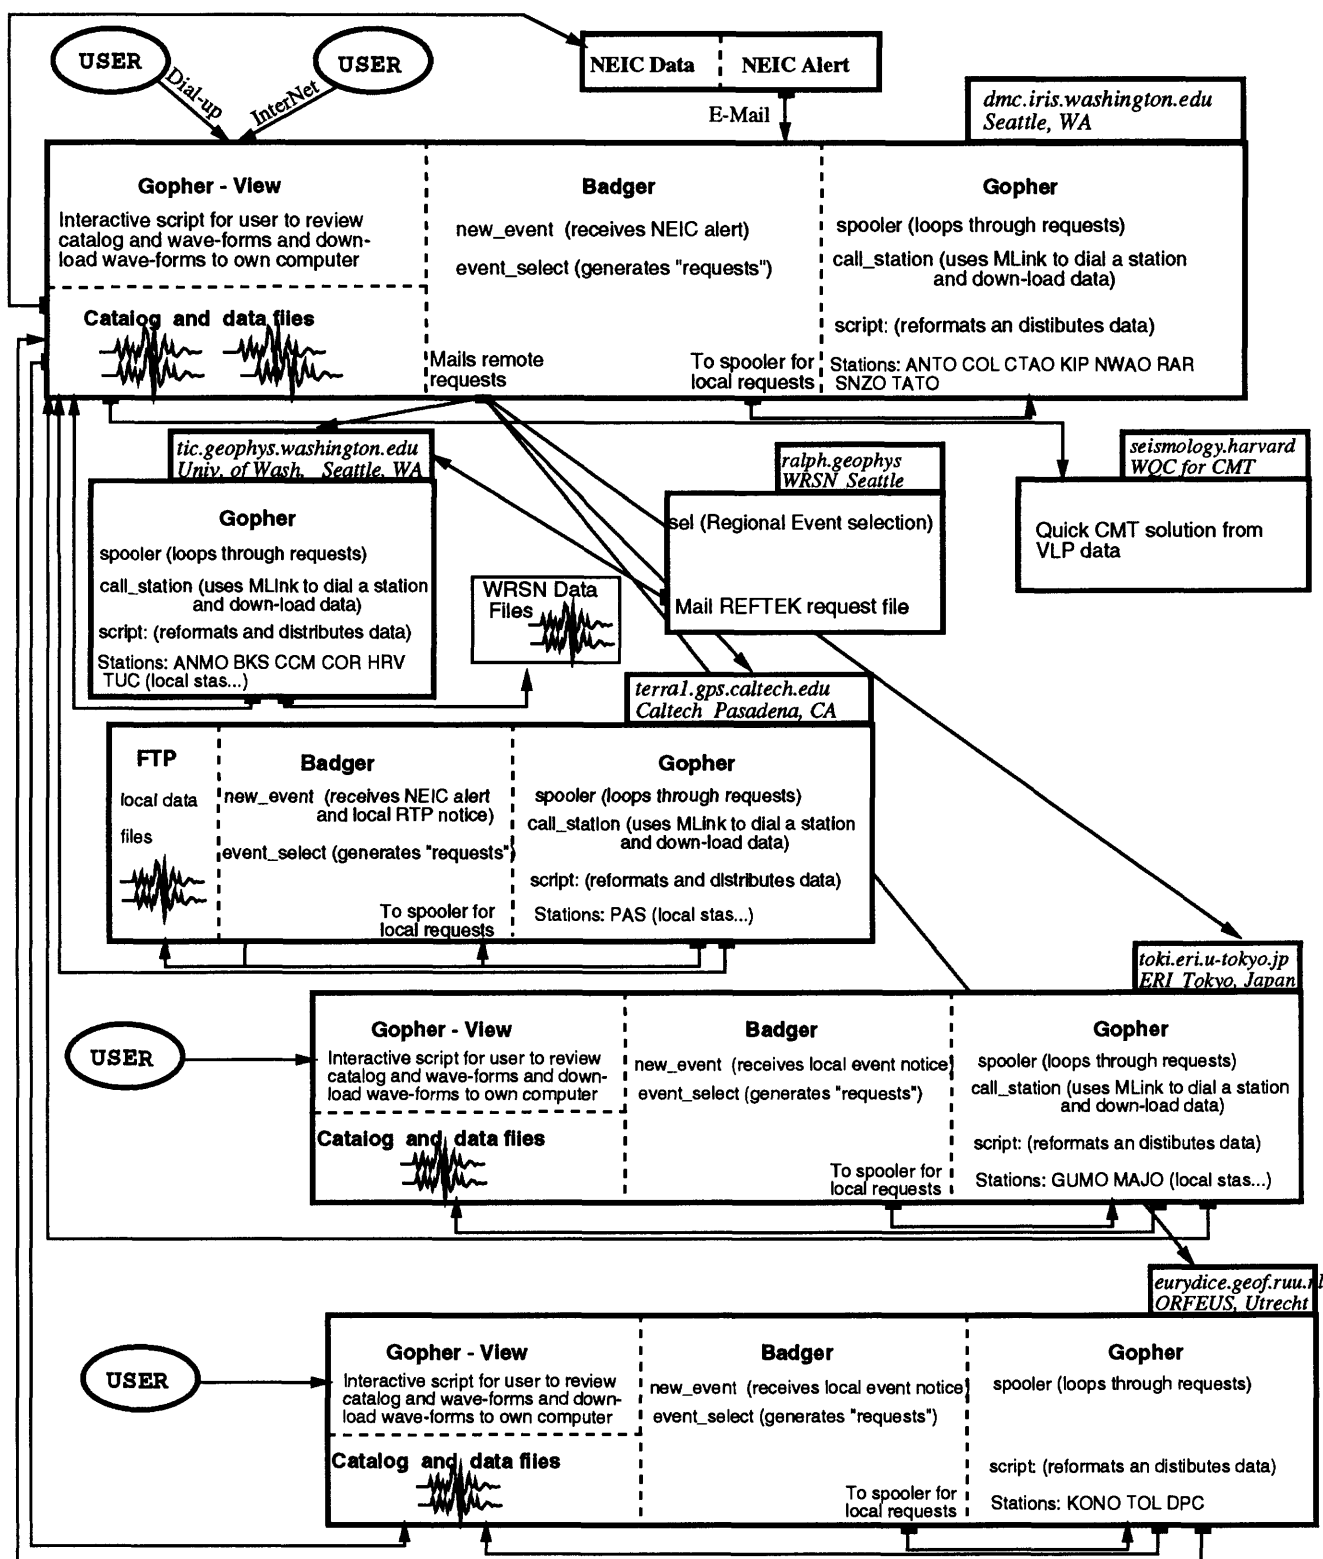 USER
USER
Dial-up
InterNet
NEIC Data
NEIC Alert
E-Mail
dmc.iris.washington.edu
Seattle, WA
Gopher - View
Interactive script for user to review
catalog and wave-forms and down-
load wave-forms to own computer
Catalog and data files
Badger
new_event (receives NEIC alert)
event_select (generates "requests")
Mails remote
requests
To spooler for
local requests
Gopher
spooler (loops through requests)
call_station (uses MLink to dial a station
and down-load data)
script: (reformats an distibutes data)
Stations: ANTO COL CTAO KIP NWAO RAR
SNZO TATO
tic.geophys.washington.edu
Univ. of Wash. Seattle, WA
Gopher
spooler (loops through requests)
call_station (uses MLink to dial a station
and down-load data)
script: (reformats and distributes data)
Stations: ANMO BKS CCM COR HRV
TUC (local stas...)
WRSN Data
Files
ralph.geophys
WRSN Seattle
sel (Regional Event selection)
Mail REFTEK request file
seismology.harvard
WQC for CMT
Quick CMT solution from
VLP data
terra1.gps.caltech.edu
Caltech Pasadena, CA
FTP
local data
files
Badger
new_event (receives NEIC alert
and local RTP notice)
event_select (generates "requests")
To spooler for
local requests
Gopher
spooler (loops through requests)
call_station (uses MLink to dial a station
and down-load data)
script: (reformats and distributes data)
Stations: PAS (local stas...)
toki.eri.u-tokyo.jp
ERI Tokyo, Japan
USER
Gopher - View
Interactive script for user to review
catalog and wave-forms and down-
load wave-forms to own computer
Catalog and data files
Badger
new_event (receives local event notice)
event_select (generates "requests")
To spooler for
local requests
Gopher
spooler (loops through requests)
call_station (uses MLink to dial a station
and down-load data)
script: (reformats an distibutes data)
Stations: GUMO MAJO (local stas...)
eurydice.geof.ruu.nl
ORFEUS, Utrecht
USER
Gopher - View
Interactive script for user to review
catalog and wave-forms and down-
load wave-forms to own computer
Catalog and data files
Badger
new_event (receives local event notice)
event_select (generates "requests")
To spooler for
local requests
Gopher
spooler (loops through requests)
script: (reformats an distibutes data)
Stations: KONO TOL DPC